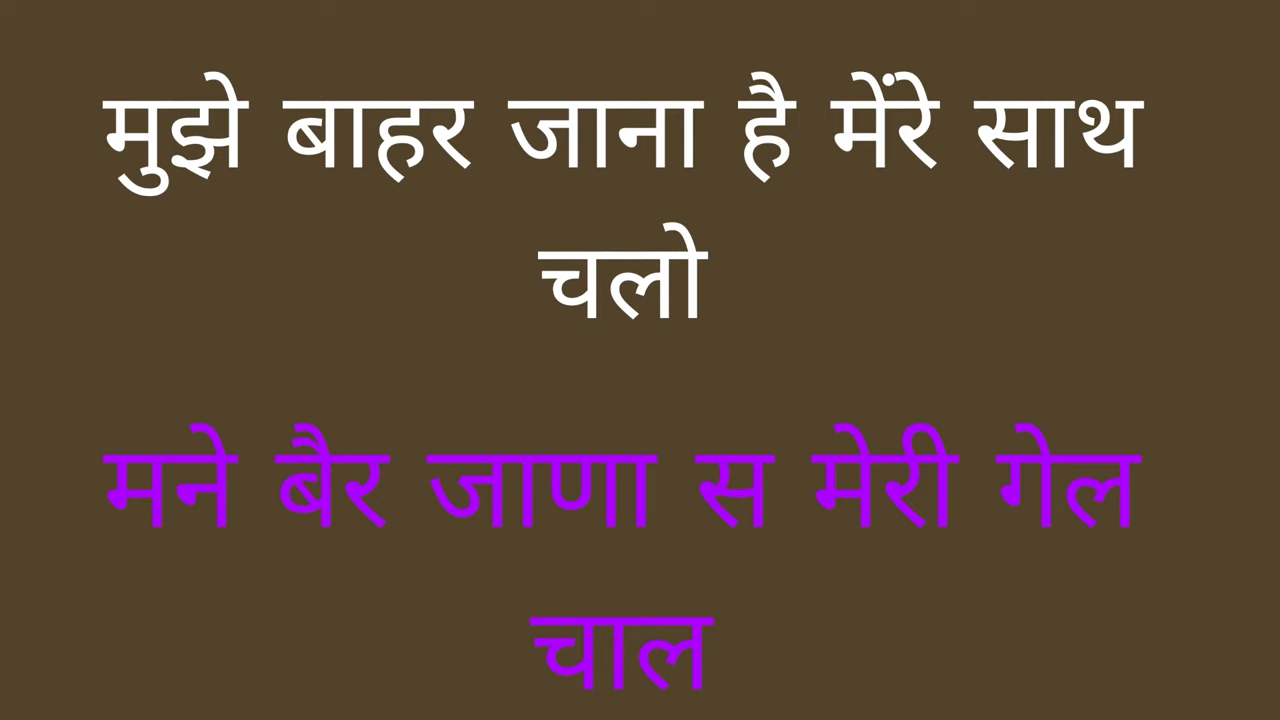 मुझे बाहर जाना है मेंरे साथ
चलो
मने बैर जाणा स मेरी गेल
चाल